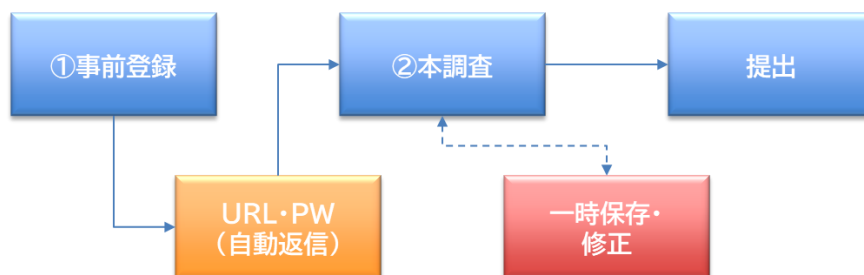 ①事前登録
②本調査
提出
URL・PW
（自動返信）
一時保存・
修正